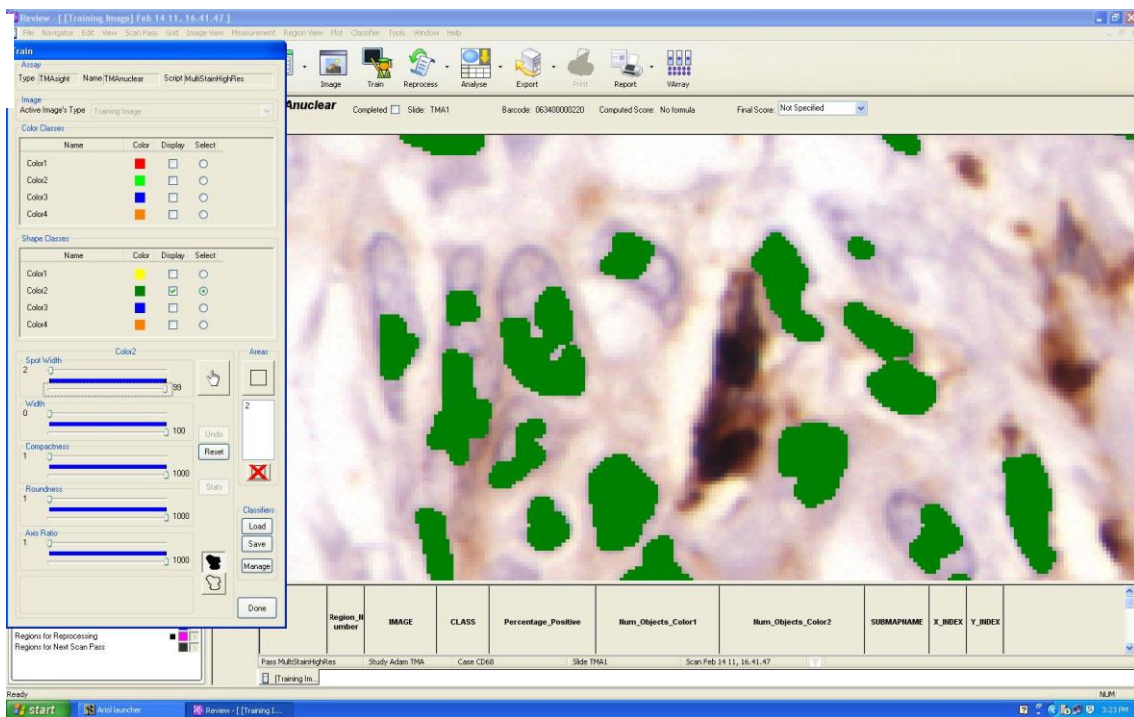 Review - [ [Training Image] Feb 14 11, 16.41.47 ]
File Navigator Edit View Scan Pass Grid Image View Measurement Region View Plot Classifier Tools Window Help
Train
Assay
Type TMAsight Name TMAnuclear Script MultiStainHighRes
Image
Active Image's Type Training Image
Color Classes
Name Color Display Select
Color1
Color2
Color3
Color4
Shape Classes
Name Color Display Select
Color1
Color2
Color3
Color4
Color2
Spot Width
2
99
Width
0
100
Compactness
1
1000
Roundness
1
1000
Axis Ratio
1
1000
Undo
Reset
Stats
Areas
2
Classifiers
Load
Save
Manage
Done
Image Train Reprocess Analyse Export Print Report VArray
Anuclear Completed Slide: TMA1 Barcode: 063400000220 Computed Score: No formula Final Score: Not Specified
Region_N
umber IMAGE CLASS Percentage_Positive Num_Objects_Color1 Num_Objects_Color2 SUBMAPNAME X_INDEX Y_INDEX
Regions for Reprocessing
Regions for Next Scan Pass
Pass MultiStainHighRes Study Adam TMA Case CD68 Slide TMA1 Scan Feb 14 11, 16.41.47
[Training Im...
Ready NUM
start Ariol launcher Review - [ [Training I... 3:23 PM